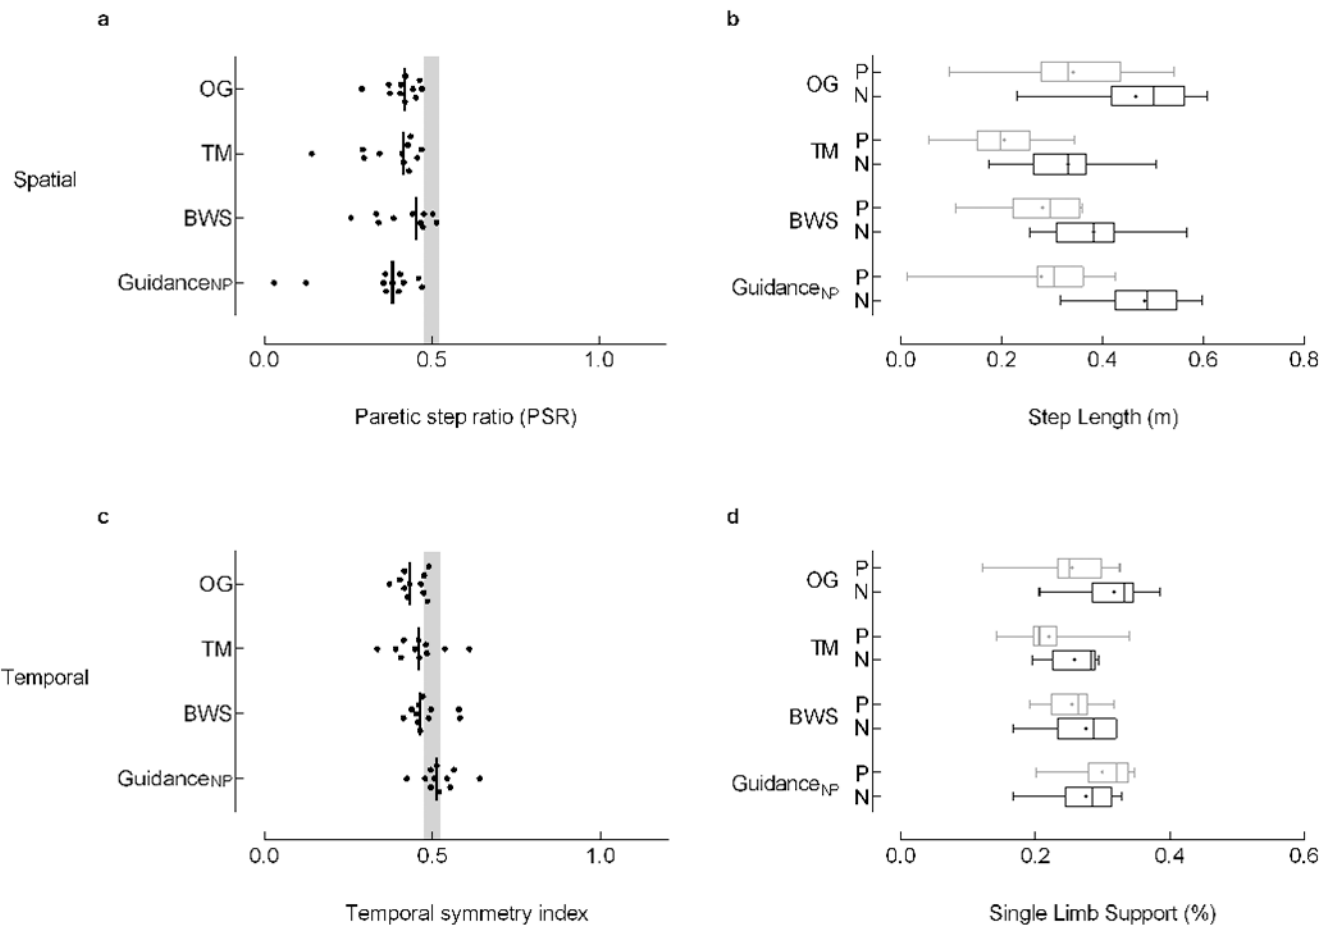 a
Spatial
OG
TM
BWS
GuidanceNP
0.0 0.5 1.0
Paretic step ratio (PSR)
b
OG P
N
TM P
N
BWS P
N
GuidanceNP P
N
0.0 0.2 0.4 0.6 0.8
Step Length (m)
c
Temporal
OG
TM
BWS
GuidanceNP
0.0 0.5 1.0
Temporal symmetry index
d
OG P
N
TM P
N
BWS P
N
GuidanceNP P
N
0.0 0.2 0.4 0.6
Single Limb Support (%)